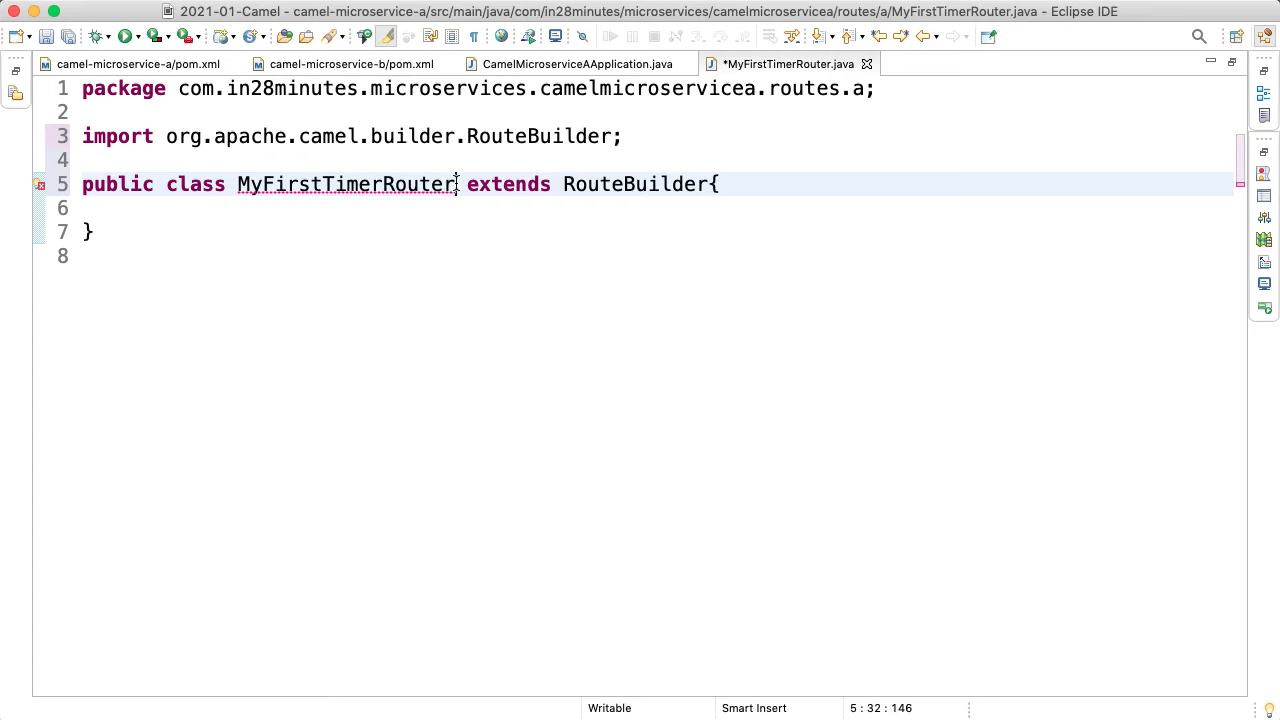 2021-01-Camel - camel-microservice-a/src/main/java/com/in28minutes/microservices/camelmicroservicea/routes/a/MyFirstTimerRouter.java - Eclipse IDE
camel-microservice-a/pom.xml
camel-microservice-b/pom.xml
CamelMicroserviceAApplication.java
*MyFirstTimerRouter.java
1 package com.in28minutes.microservices.camelmicroservicea.routes.a;
2
3 import org.apache.camel.builder.RouteBuilder;
4
5 public class MyFirstTimerRouter extends RouteBuilder{
6
7 }
8
Writable
Smart Insert
5 : 32 : 146